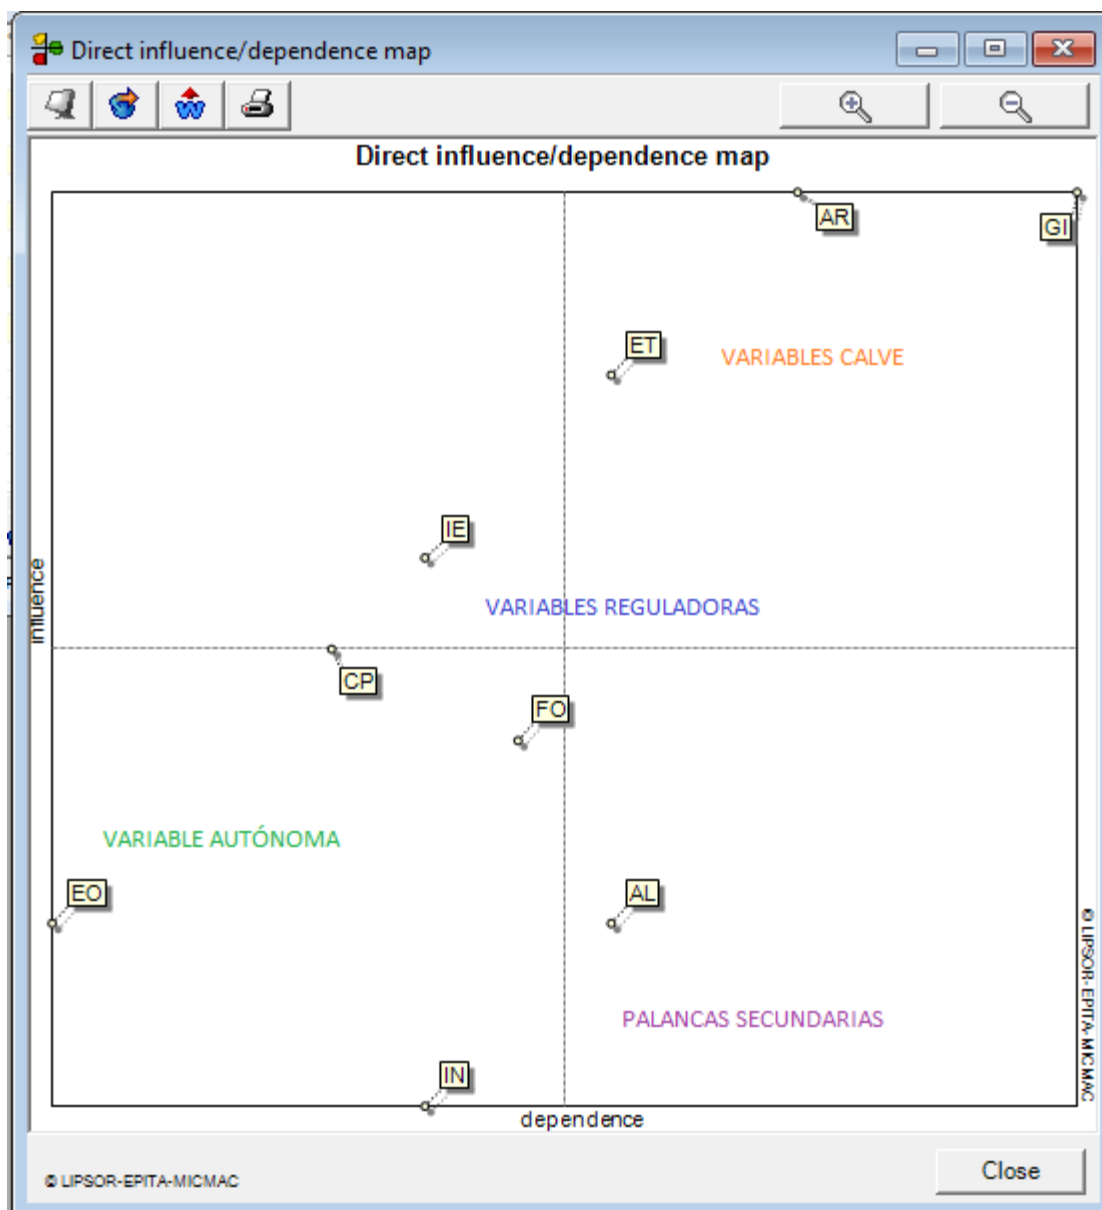 Direct influence/dependence map
Direct influence/dependence map
AR
GI
ET
VARIABLES CALVE
IE
influence
VARIABLES REGULADORAS
CP
FO
VARIABLE AUTÓNOMA
EO
AL
© LIPSOR-EPITA-MICMAC
PALANCAS SECUNDARIAS
IN
dependence
© LIPSOR-EPITA-MICMAC
Close